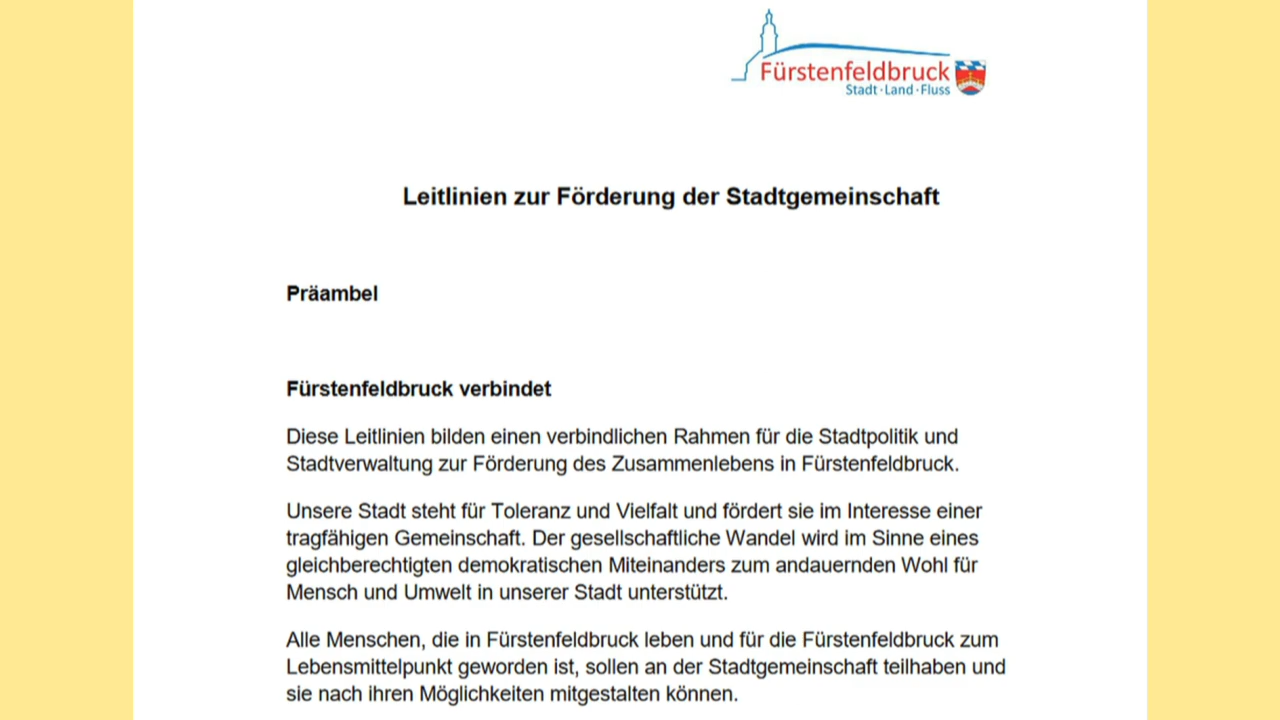 Fürstenfeldbruck
Stadt · Land · Fluss
Leitlinien zur Förderung der Stadtgemeinschaft
Präambel
Fürstenfeldbruck verbindet
Diese Leitlinien bilden einen verbindlichen Rahmen für die Stadtpolitik und
Stadtverwaltung zur Förderung des Zusammenlebens in Fürstenfeldbruck.
Unsere Stadt steht für Toleranz und Vielfalt und fördert sie im Interesse einer
tragfähigen Gemeinschaft. Der gesellschaftliche Wandel wird im Sinne eines
gleichberechtigten demokratischen Miteinanders zum andauernden Wohl für
Mensch und Umwelt in unserer Stadt unterstützt.
Alle Menschen, die in Fürstenfeldbruck leben und für die Fürstenfeldbruck zum
Lebensmittelpunkt geworden ist, sollen an der Stadtgemeinschaft teilhaben und
sie nach ihren Möglichkeiten mitgestalten können.